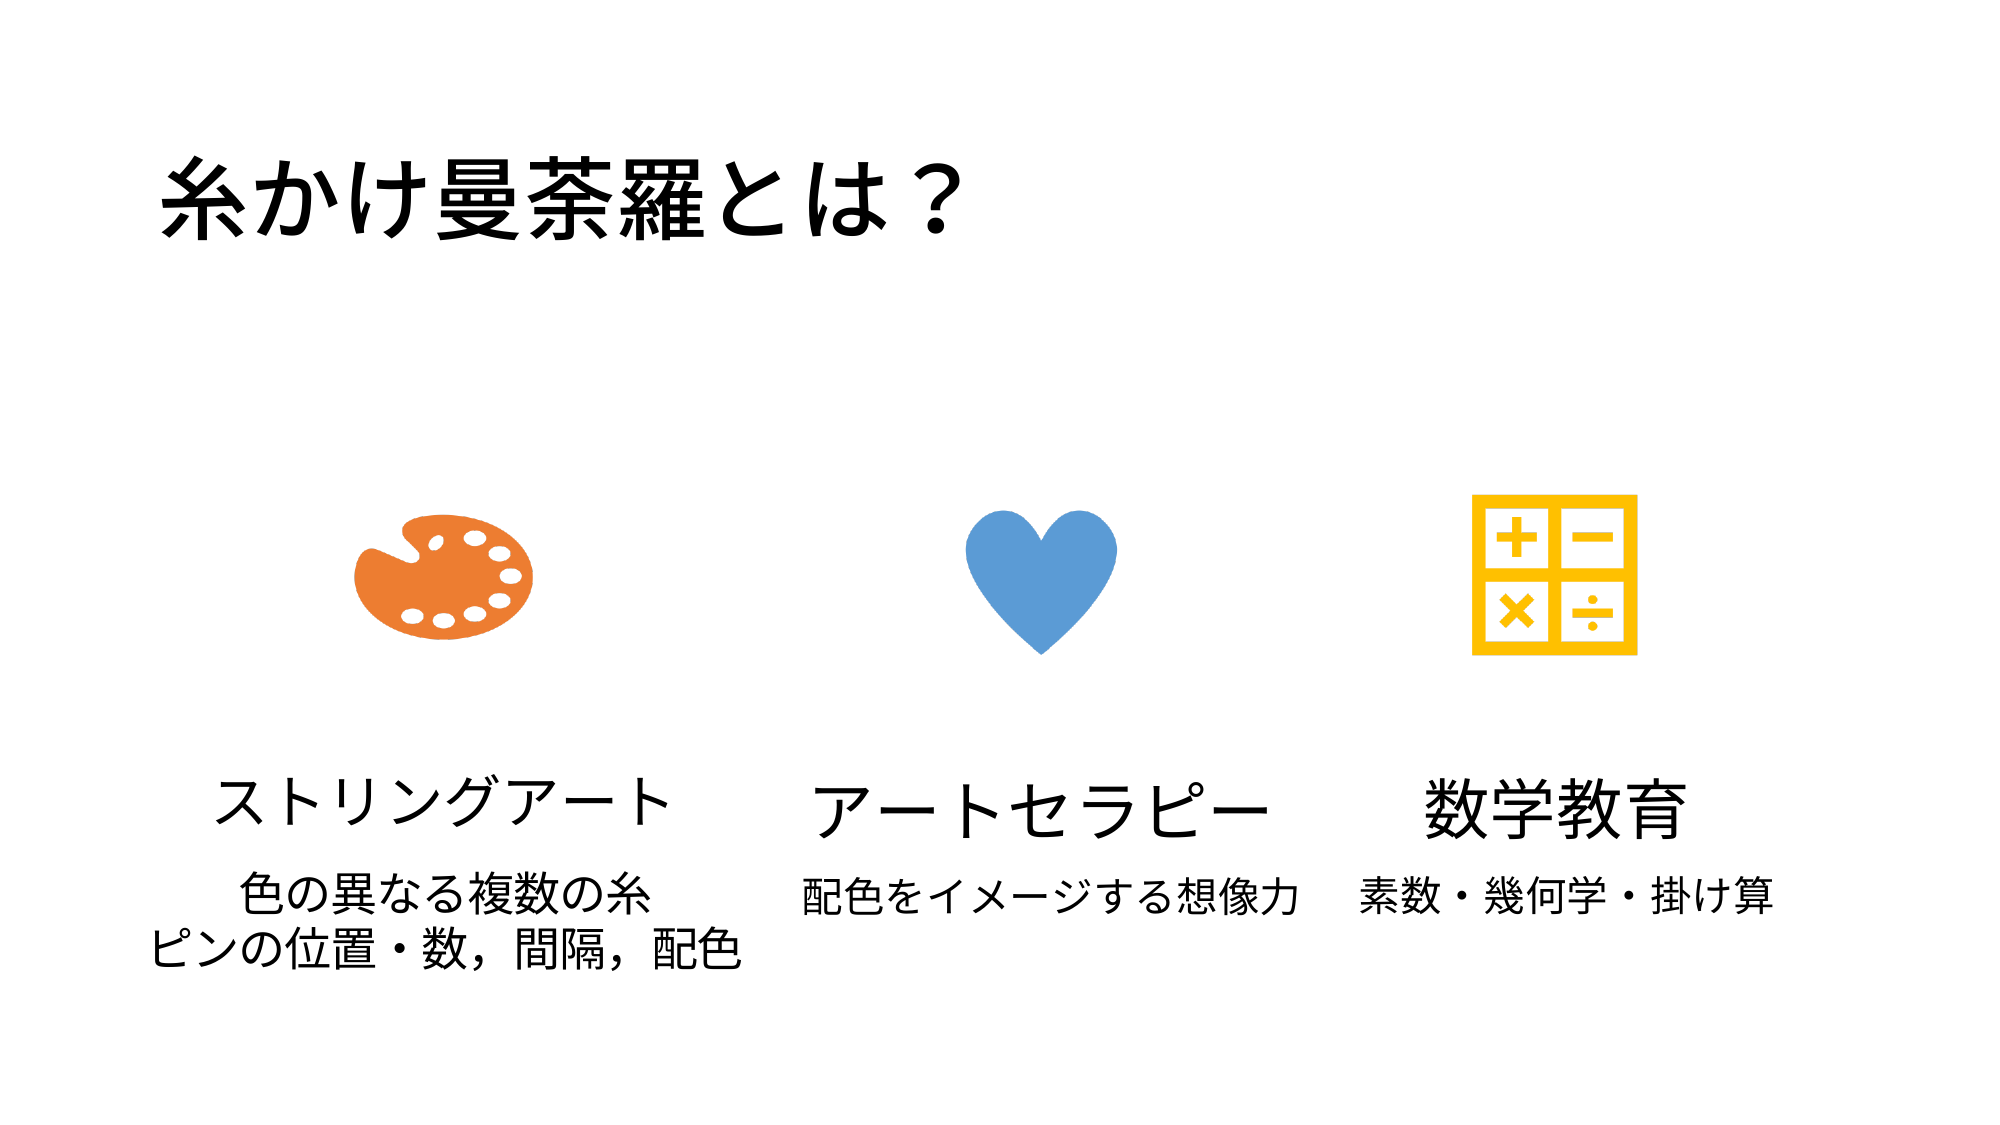 糸かけ曼荼羅とは？
ストリングアート
色の異なる複数の糸
ピンの位置・数，間隔，配色
アートセラピー
配色をイメージする想像力
数学教育
素数・幾何学・掛け算